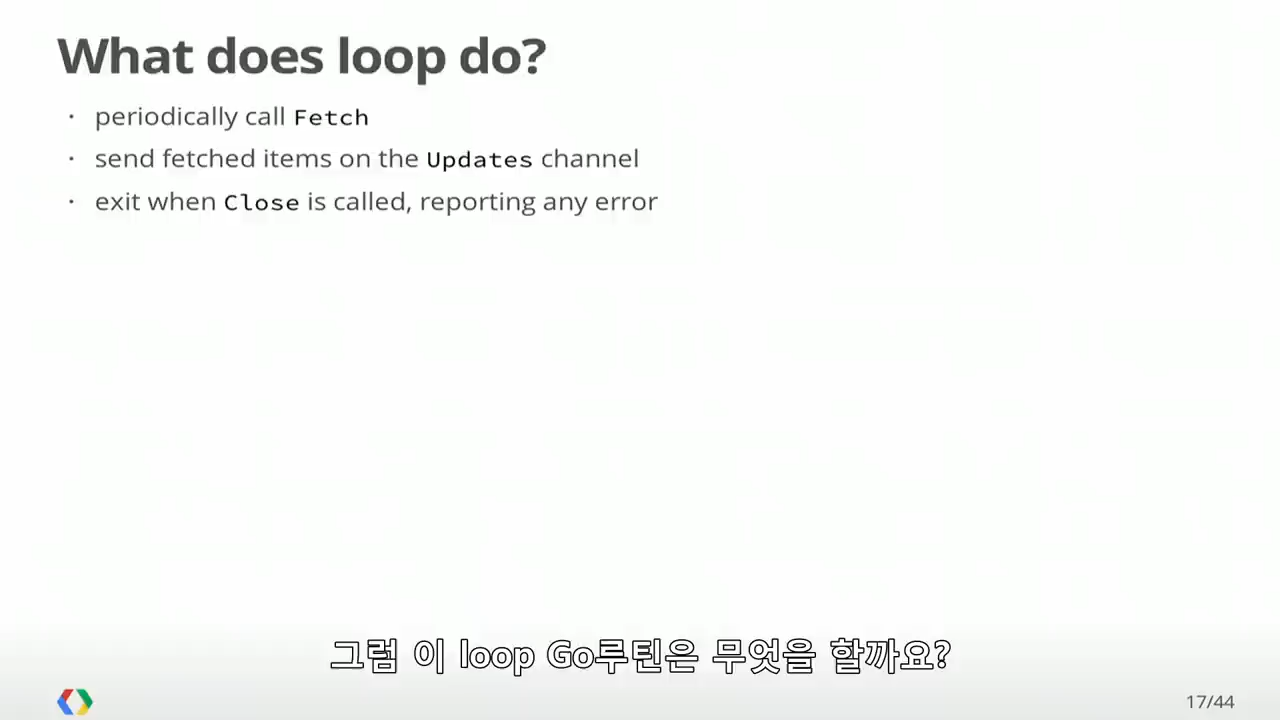 What does loop do?
· periodically call Fetch
· send fetched items on the Updates channel
· exit when Close is called, reporting any error
그럼 이 loop Go루틴은 무엇을 할까요?
17/44